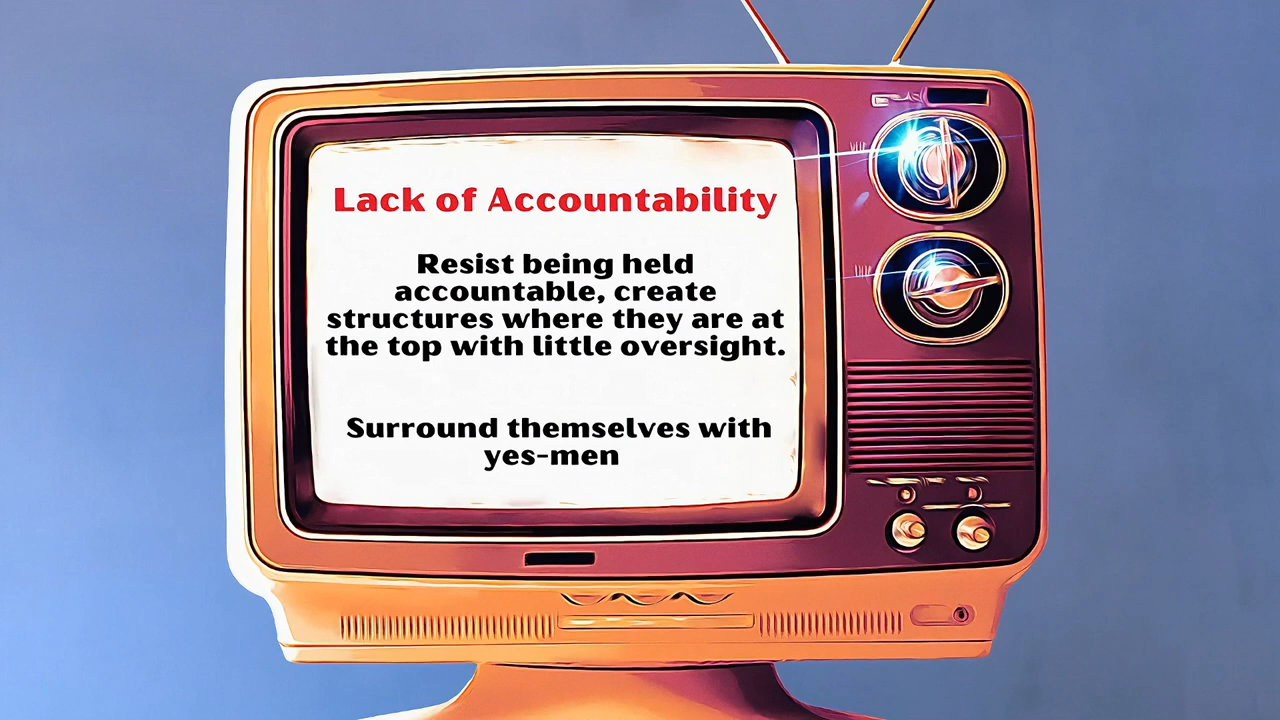 Lack of Accountability
Resist being held
accountable, create
structures where they are at
the top with little oversight.
Surround themselves with
yes-men